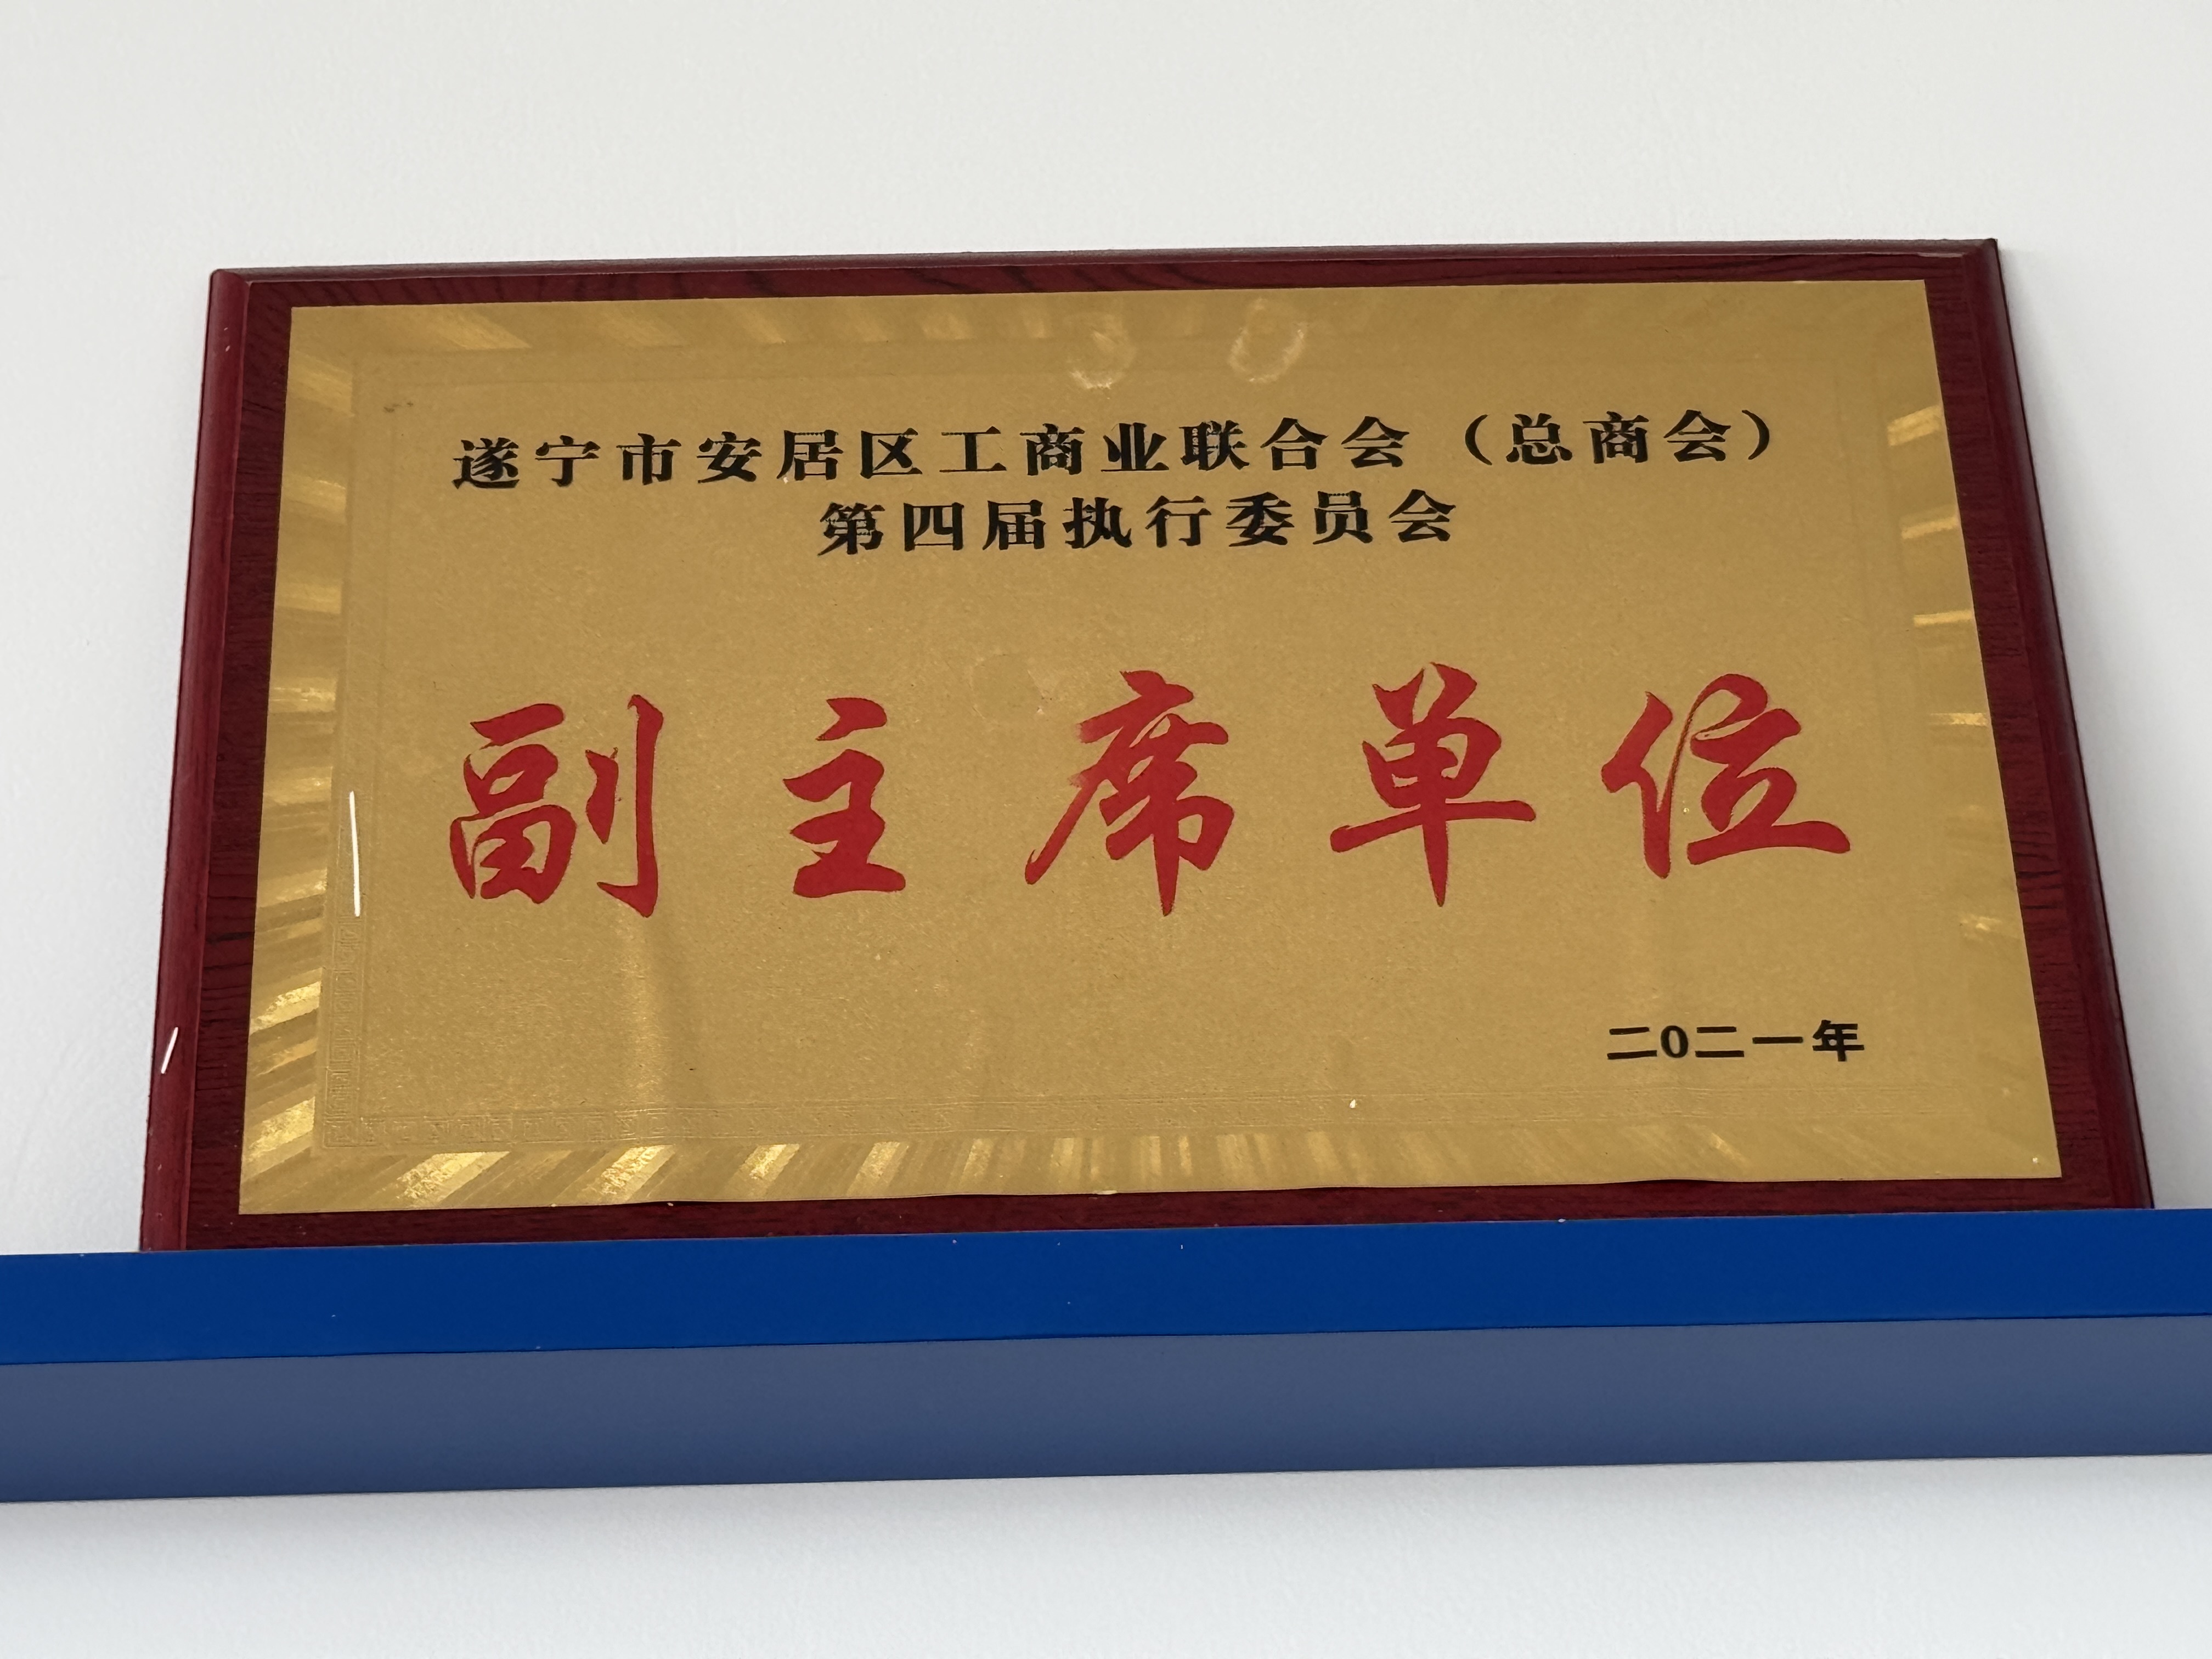 遂宁市安居区工商业联合会（总商会）
第四届执行委员会
副主席单位
二0二一年